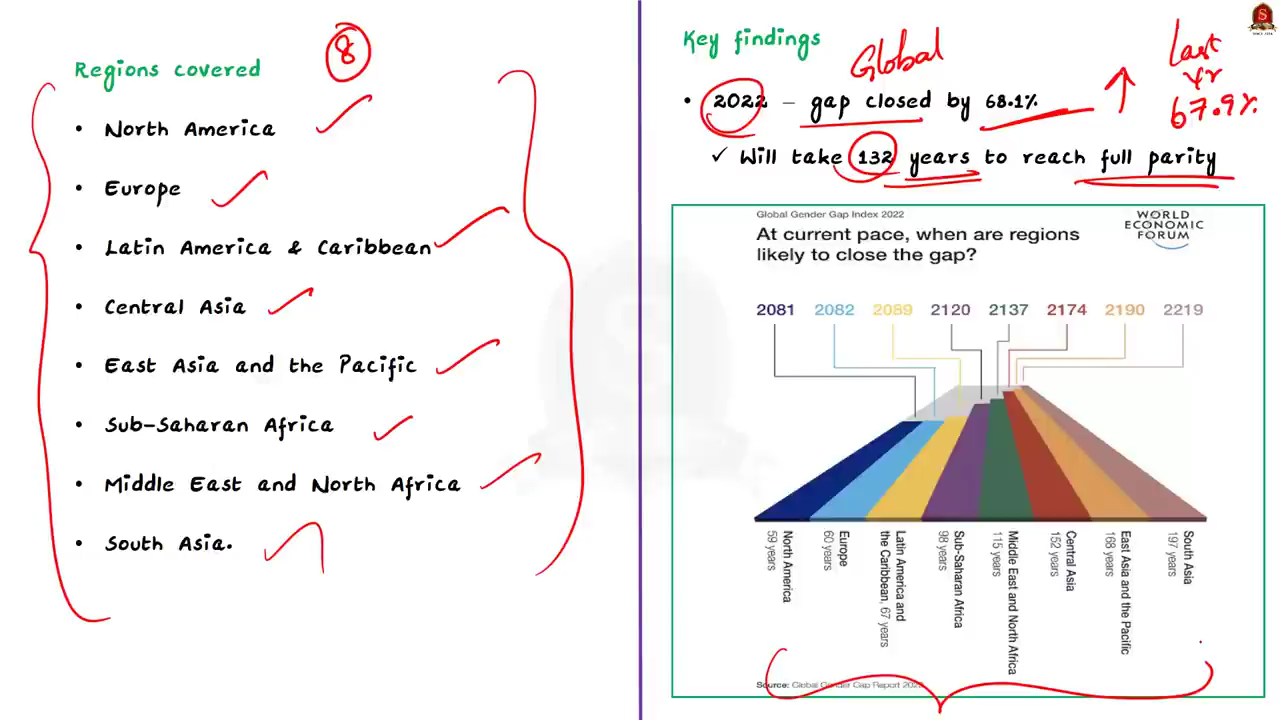 Regions covered
8
• North America
• Europe
• Latin America & Caribbean
• Central Asia
• East Asia and the Pacific
• Sub-Saharan Africa
• Middle East and North Africa
• South Asia.
Key findings
Global
Last
yr
67.9%
• 2022 – gap closed by 68.1%
✓ Will take 132 years to reach full parity
Global Gender Gap Index 2022
WORLD
ECONOMIC
FORUM
At current pace, when are regions
likely to close the gap?
2081 2082 2089 2120 2137 2174 2190 2219
North America
59 years
Europe
60 years
Latin America and
the Caribbean, 67 years
Sub-Saharan Africa
98 years
Middle East and North Africa
115 years
Central Asia
152 years
East Asia and the Pacific
168 years
South Asia
197 years
Source: Global Gender Gap Report 2022
S